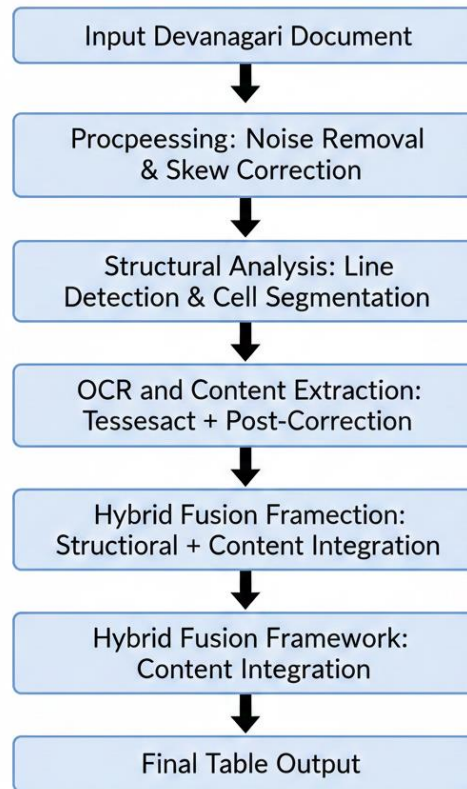 Input Devanagari Document
Procpeessing: Noise Removal
& Skew Correction
Structural Analysis: Line
Detection & Cell Segmentation
OCR and Content Extraction:
Tessesact + Post-Correction
Hybrid Fusion Framection:
Structioral + Content Integration
Hybrid Fusion Framework:
Content Integration
Final Table Output